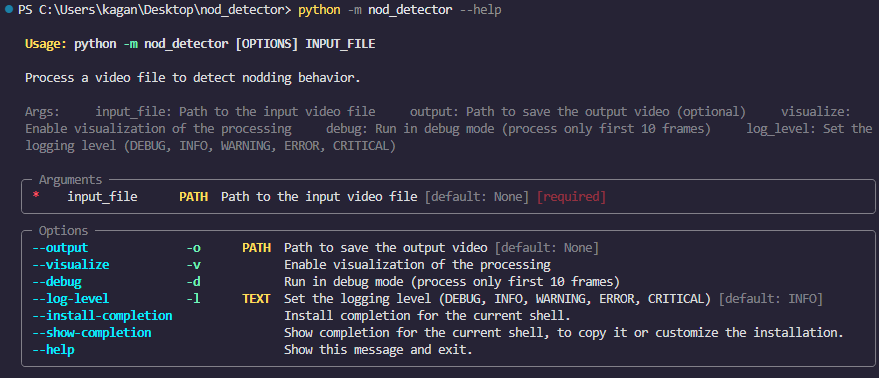 PS C:\Users\kagan\Desktop\nod_detector> python -m nod_detector --help
Usage: python -m nod_detector [OPTIONS] INPUT_FILE
Process a video file to detect nodding behavior.
Args:     input_file: Path to the input video file     output: Path to save the output video (optional)     visualize:
Enable visualization of the processing     debug: Run in debug mode (process only first 10 frames)     log_level: Set the
logging level (DEBUG, INFO, WARNING, ERROR, CRITICAL)
Arguments
*    input_file      PATH  Path to the input video file [default: None] [required]
Options
--output              -o      PATH  Path to save the output video [default: None]
--visualize           -v            Enable visualization of the processing
--debug               -d            Run in debug mode (process only first 10 frames)
--log-level           -l      TEXT  Set the logging level (DEBUG, INFO, WARNING, ERROR, CRITICAL) [default: INFO]
--install-completion                Install completion for the current shell.
--show-completion                   Show completion for the current shell, to copy it or customize the installation.
--help                              Show this message and exit.